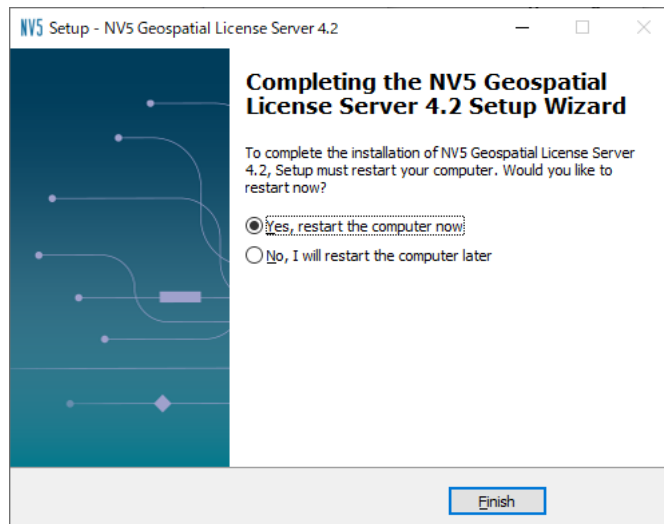 NV5 Setup - NV5 Geospatial License Server 4.2
Completing the NV5 Geospatial
License Server 4.2 Setup Wizard
To complete the installation of NV5 Geospatial License Server
4.2, Setup must restart your computer. Would you like to
restart now?
Yes, restart the computer now
No, I will restart the computer later
Finish